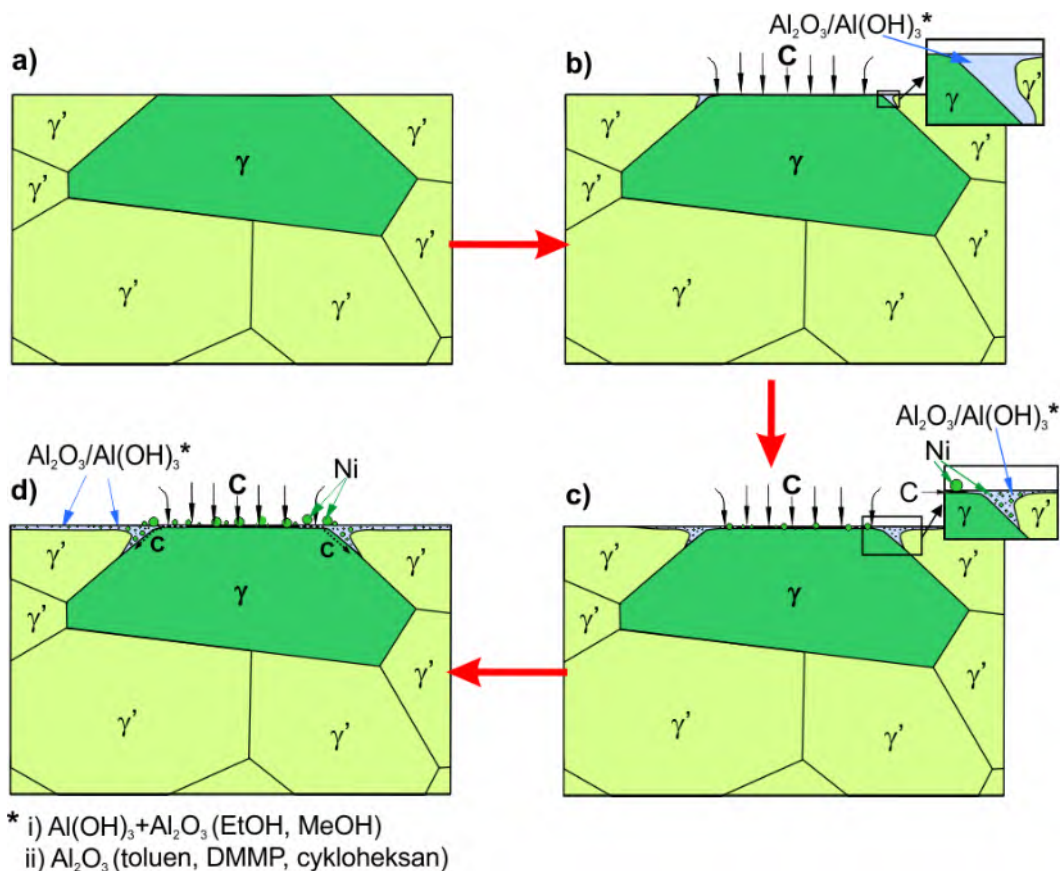 a)
γ'
γ'
γ
γ'
γ'
γ'
γ'
b)
Al₂O₃/Al(OH)₃*
C
γ
γ'
γ'
γ'
γ
γ'
γ'
γ'
γ'
c)
Al₂O₃/Al(OH)₃*
Ni
C
C
γ
γ'
γ'
γ'
γ
γ'
γ'
γ'
γ'
d)
Al₂O₃/Al(OH)₃*
C
Ni
γ'
C
C
γ'
γ'
γ
γ'
γ'
γ'
* i) Al(OH)₃+Al₂O₃ (EtOH, MeOH)
ii) Al₂O₃ (toluen, DMMP, cykloheksan)